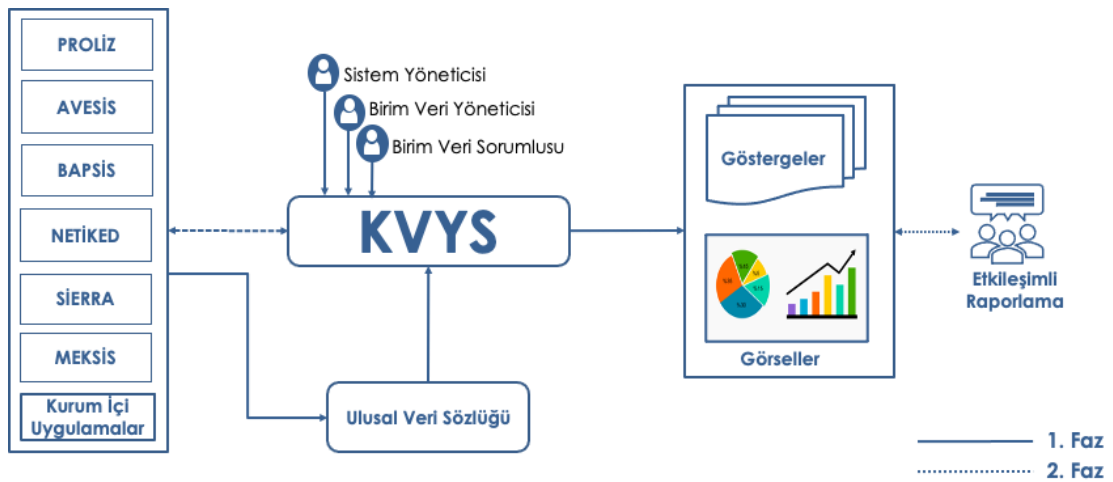 PROLİZ
AVESİS
BAPSİS
NETİKED
SİERRA
MEKSİS
Kurum İçi
Uygulamalar
Sistem Yöneticisi
Birim Veri Yöneticisi
Birim Veri Sorumlusu
KVYS
Ulusal Veri Sözlüğü
Göstergeler
Görseller
Etkileşimli
Raporlama
1. Faz
2. Faz